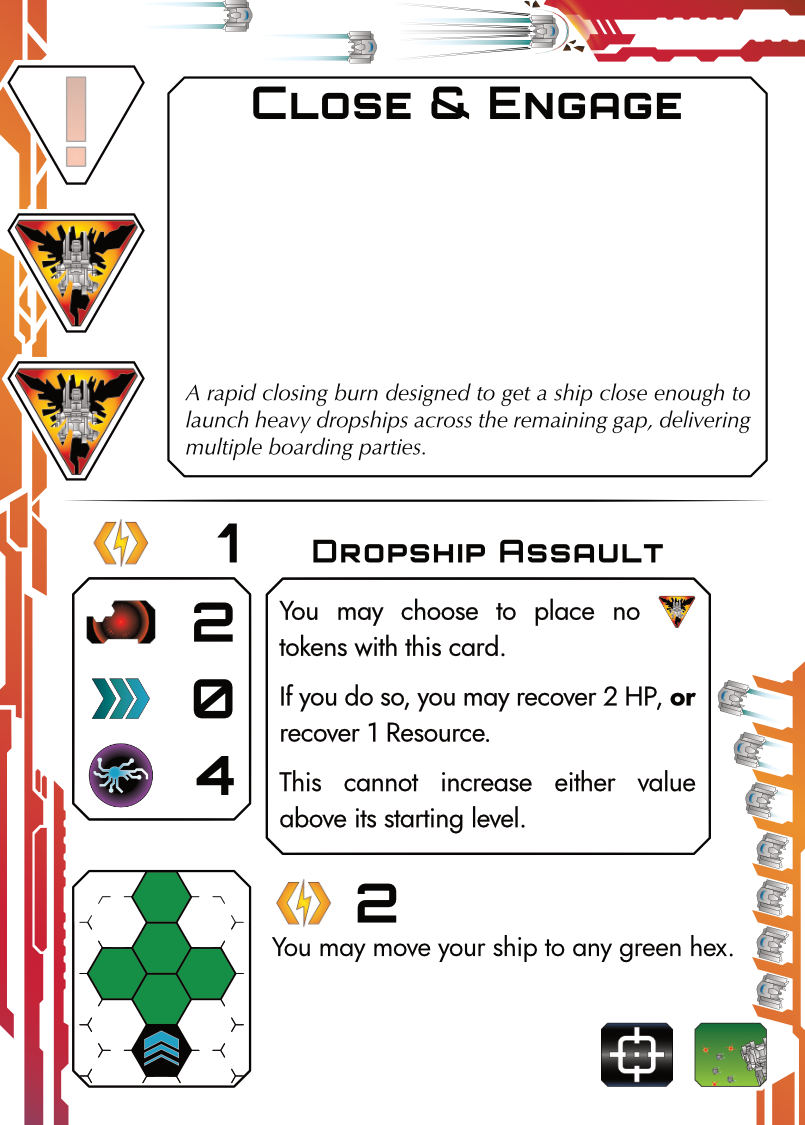 !
CLOSE & ENGAGE
A rapid closing burn designed to get a ship close enough to
launch heavy dropships across the remaining gap, delivering
multiple boarding parties.
1
DROPSHIP ASSAULT
2
0
4
You may choose to place no
tokens with this card.
If you do so, you may recover 2 HP, or
recover 1 Resource.
This cannot increase either value
above its starting level.
2
You may move your ship to any green hex.